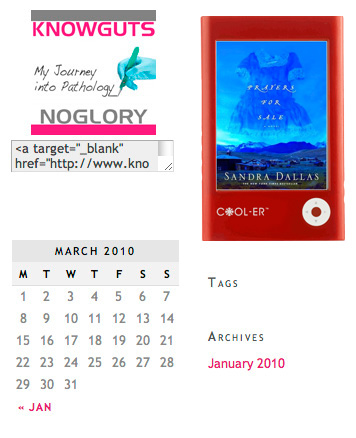 KNOWGUTS
My Journey
into Pathology
NOGLORY
<a target="_blank"
href="http://www.kno
MARCH 2010
M T W T F S S
1 2 3 4 5 6 7
8 9 10 11 12 13 14
15 16 17 18 19 20 21
22 23 24 25 26 27 28
29 30 31
« JAN
PRAYERS
FOR
SALE
SANDRA DALLAS
COOL-ER™
TAGS
ARCHIVES
January 2010